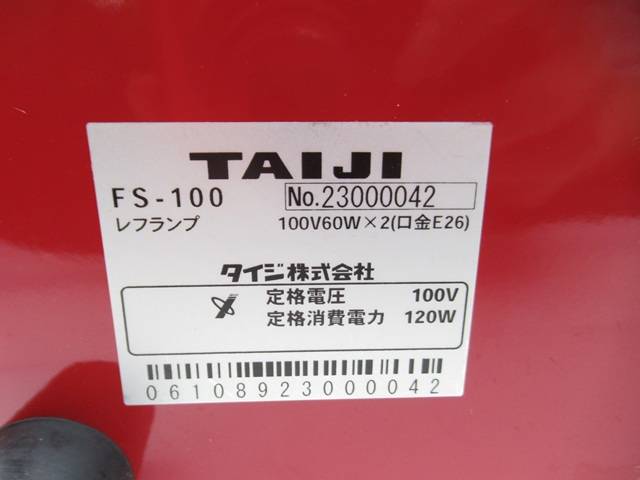 TAIJI
FS-100 No.23000042
レフランプ 100V60W×2(口金E26)
タイジ株式会社
定格電圧 100V
定格消費電力 120W
0610892300042